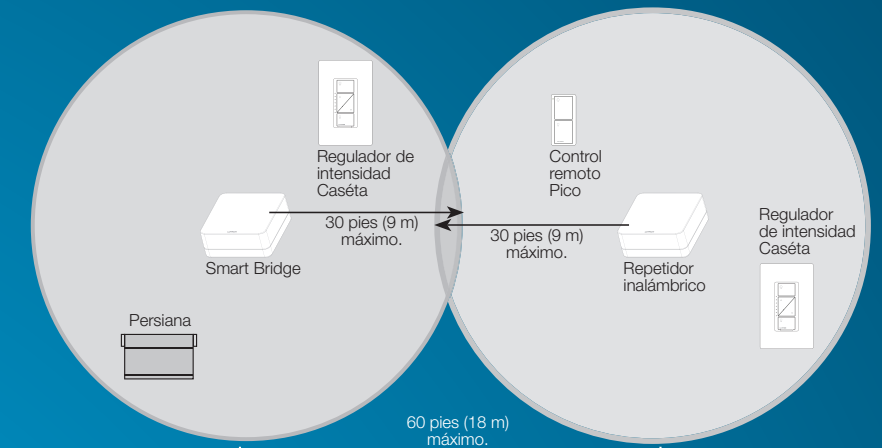 Regulador de
intensidad
Caséta
Control
remoto
Pico
30 pies (9 m)
máximo.
30 pies (9 m)
máximo.
Smart Bridge
Repetidor
inalámbrico
Regulador
de intensidad
Caséta
Persiana
60 pies (18 m)
máximo.